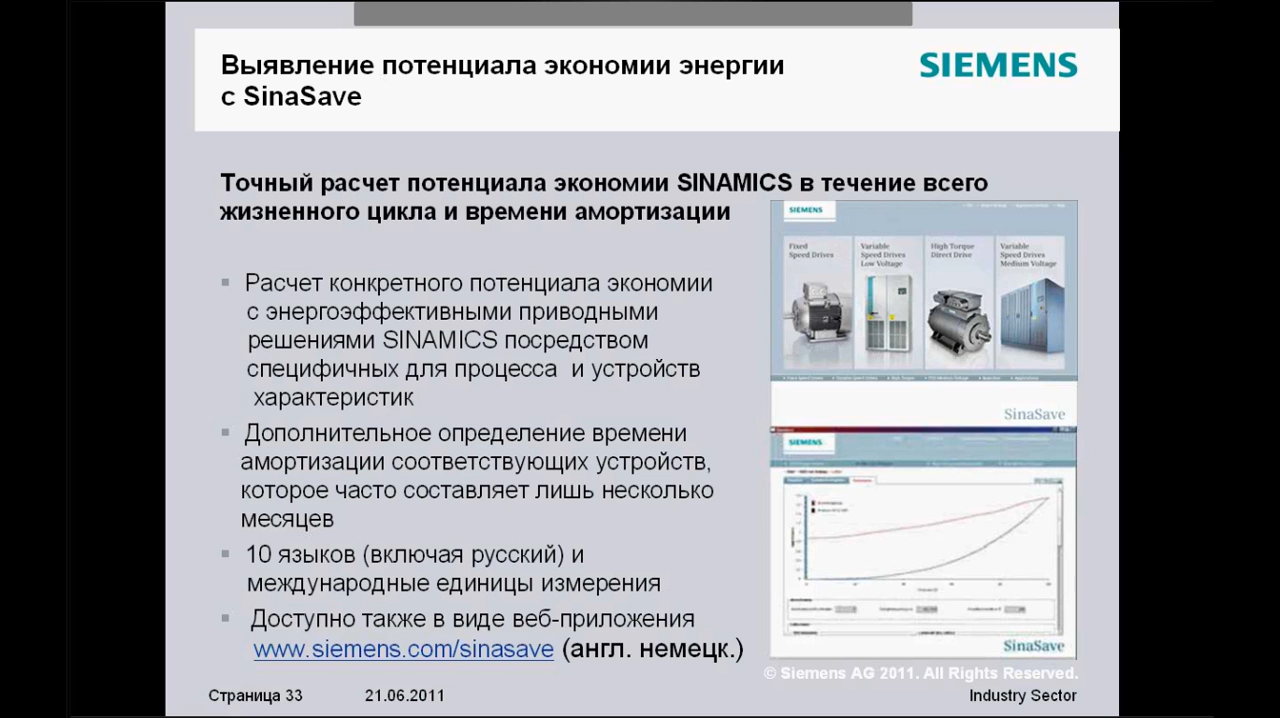 Выявление потенциала экономии энергии
с SinaSave
SIEMENS
Точный расчет потенциала экономии SINAMICS в течение всего
жизненного цикла и времени амортизации
Расчет конкретного потенциала экономии
с энергоэффективными приводными
решениями SINAMICS посредством
специфичных для процесса и устройств
характеристик
Дополнительное определение времени
амортизации соответствующих устройств,
которое часто составляет лишь несколько
месяцев
10 языков (включая русский) и
международные единицы измерения
Доступно также в виде веб-приложения
www.siemens.com/sinasave (англ. немецк.)
SIEMENS
Fixed
Speed Drives
Variable
Speed Drives
Low Voltage
High Torque
Direct Drive
Variable
Speed Drives
Medium Voltage
SinaSave
SIEMENS
SinaSave
© Siemens AG 2011. All Rights Reserved.
Страница 33
21.06.2011
Industry Sector